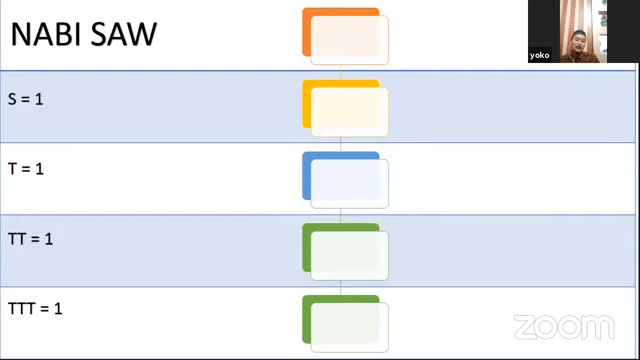 NABI SAW
yoko
S = 1
T = 1
TT = 1
TTT = 1
zoom